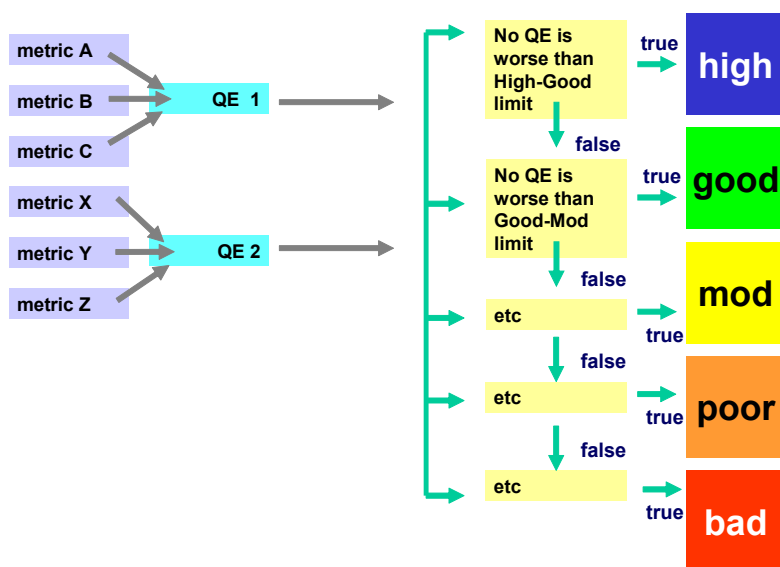 metric A
metric B
metric C
QE 1
metric X
metric Y
metric Z
QE 2
No QE is
worse than
High-Good
limit
true
high
false
No QE is
worse than
Good-Mod
limit
true
good
false
etc
true
mod
false
etc
true
poor
false
etc
true
bad